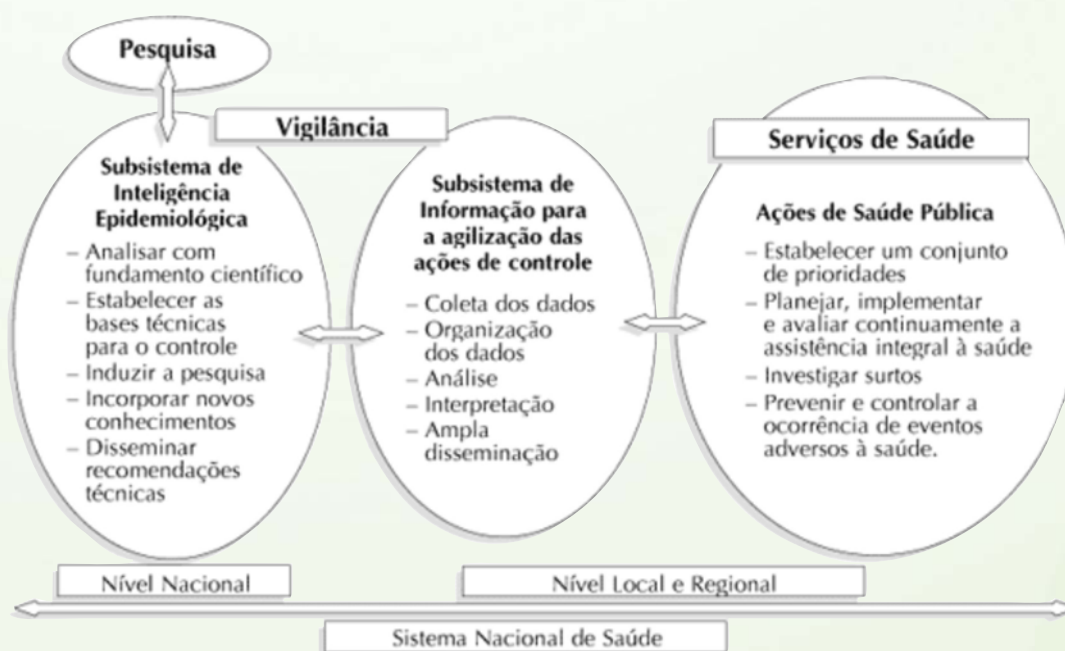 Pesquisa
Vigilância
Subsistema de
Inteligência
Epidemiológica
– Analisar com
fundamento científico
– Estabelecer as
bases técnicas
para o controle
– Induzir a pesquisa
– Incorporar novos
conhecimentos
– Disseminar
recomendações
técnicas
Subsistema de
Informação para
a agilização das
ações de controle
– Coleta dos dados
– Organização
dos dados
– Análise
– Interpretação
– Ampla
disseminação
Serviços de Saúde
Ações de Saúde Pública
– Estabelecer um conjunto
de prioridades
– Planejar, implementar
e avaliar continuamente a
assistência integral à saúde
– Investigar surtos
– Prevenir e controlar a
ocorrência de eventos
adversos à saúde.
Nível Nacional
Nível Local e Regional
Sistema Nacional de Saúde